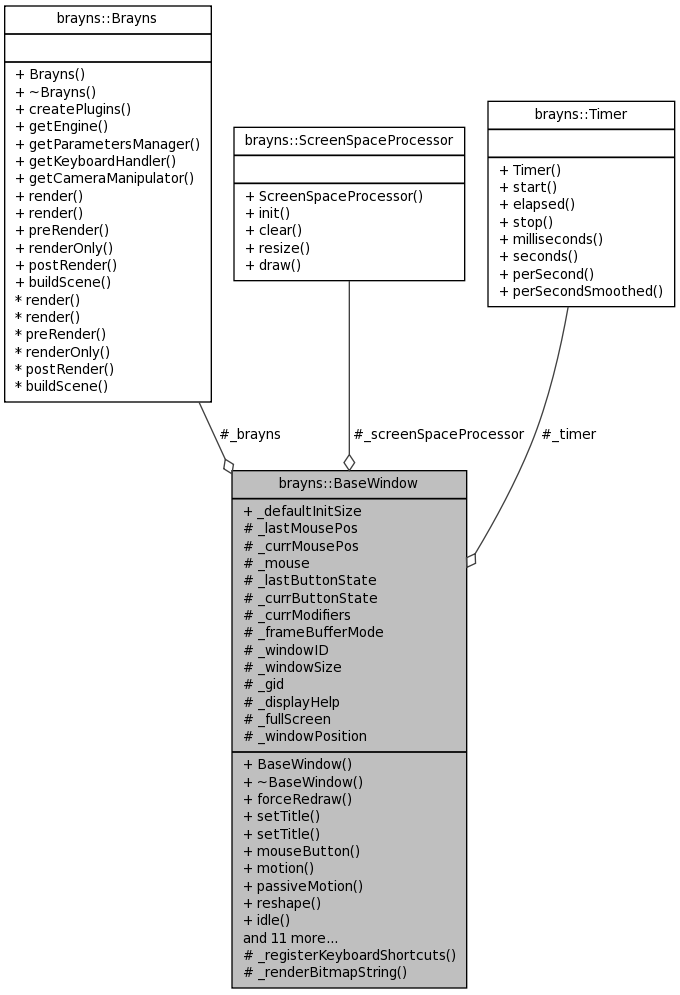 brayns::Brayns
+ Brayns()
+ ~Brayns()
+ createPlugins()
+ getEngine()
+ getParametersManager()
+ getKeyboardHandler()
+ getCameraManipulator()
+ render()
+ render()
+ preRender()
+ renderOnly()
+ postRender()
+ buildScene()
* render()
* render()
* preRender()
* renderOnly()
* postRender()
* buildScene()
brayns::ScreenSpaceProcessor
+ ScreenSpaceProcessor()
+ init()
+ clear()
+ resize()
+ draw()
brayns::Timer
+ Timer()
+ start()
+ elapsed()
+ stop()
+ milliseconds()
+ seconds()
+ perSecond()
+ perSecondSmoothed()
#_brayns
#_screenSpaceProcessor
#_timer
brayns::BaseWindow
+ _defaultInitSize
# _lastMousePos
# _currMousePos
# _mouse
# _lastButtonState
# _currButtonState
# _currModifiers
# _frameBufferMode
# _windowID
# _windowSize
# _gid
# _displayHelp
# _fullScreen
# _windowPosition
+ BaseWindow()
+ ~BaseWindow()
+ forceRedraw()
+ setTitle()
+ setTitle()
+ mouseButton()
+ motion()
+ passiveMotion()
+ reshape()
+ idle()
and 11 more...
# _registerKeyboardShortcuts()
# _renderBitmapString()